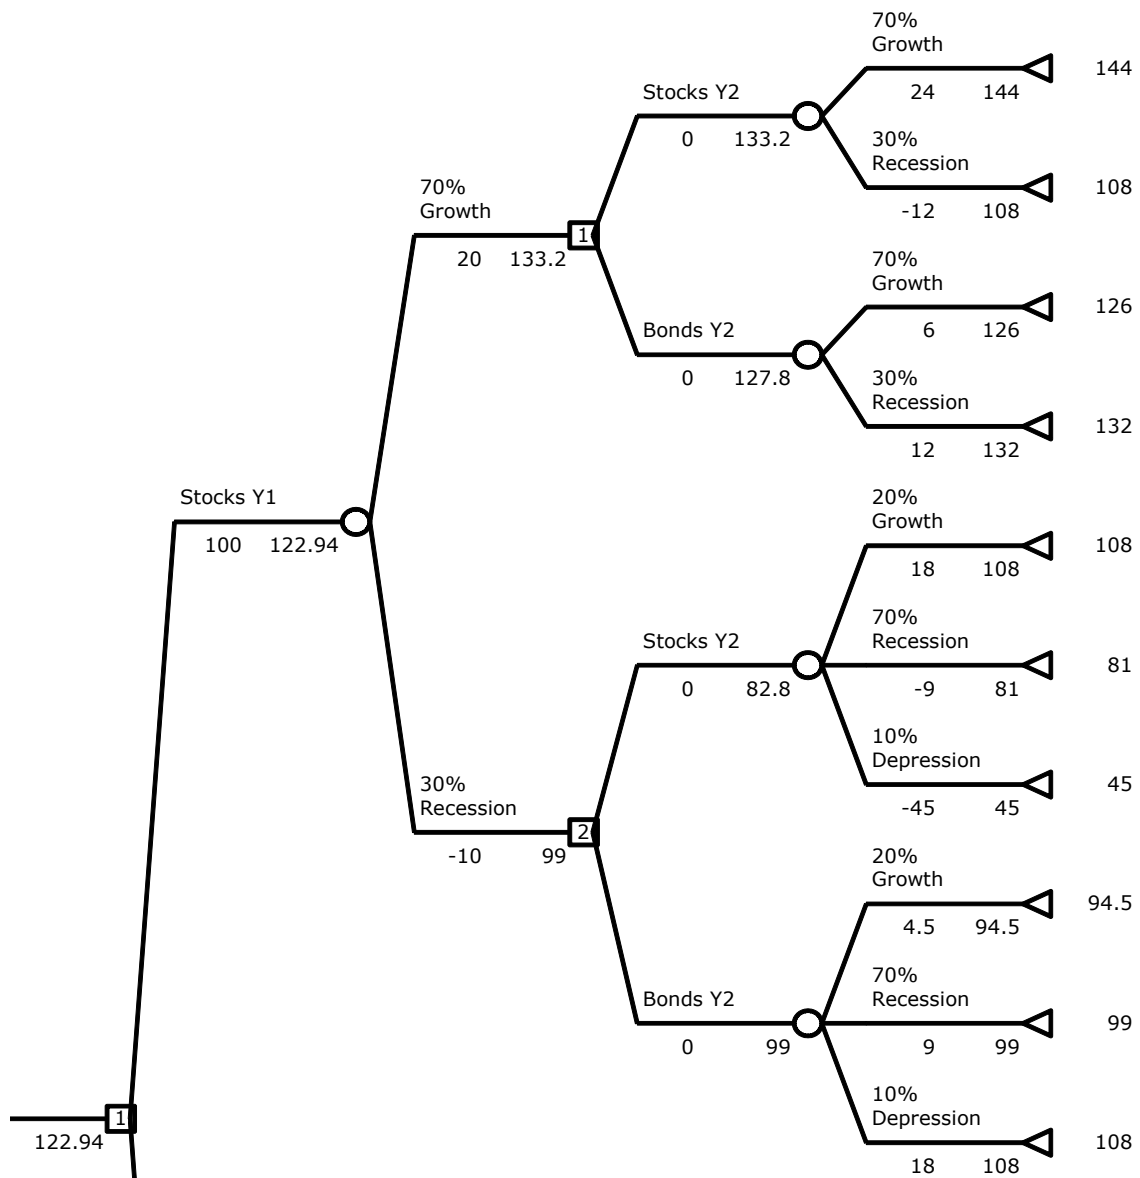 70%
Growth
24 144
144
Stocks Y2
0 133.2
30%
Recession
-12 108
108
70%
Growth
20 133.2
1
70%
Growth
6 126
126
Bonds Y2
0 127.8
30%
Recession
12 132
132
Stocks Y1
100 122.94
20%
Growth
18 108
108
Stocks Y2
0 82.8
70%
Recession
-9 81
81
10%
Depression
-45 45
45
30%
Recession
-10 99
2
20%
Growth
4.5 94.5
94.5
Bonds Y2
0 99
70%
Recession
9 99
99
10%
Depression
18 108
108
1
122.94